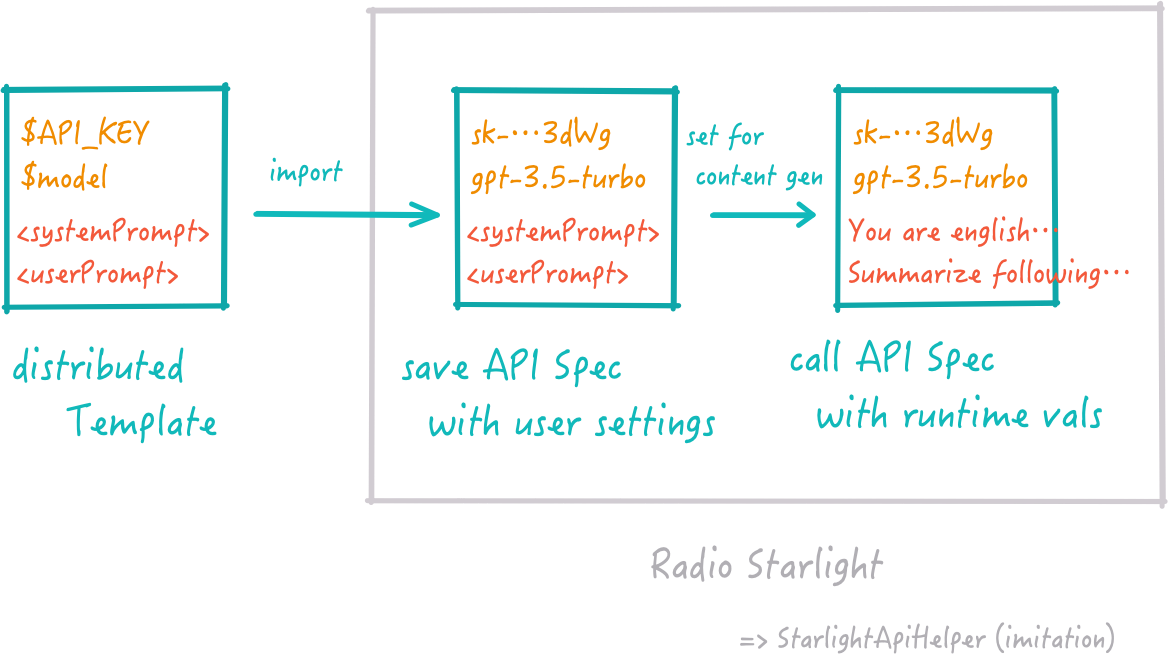 $API_KEY
$model
<systemPrompt>
<userPrompt>
distributed
Template
import
sk-···3dWg
gpt-3.5-turbo
<systemPrompt>
<userPrompt>
save API Spec
with user settings
set for
content gen
sk-···3dWg
gpt-3.5-turbo
You are english···
Summarize following···
call API Spec
with runtime vals
Radio Starlight
=> StarlightApiHelper (imitation)